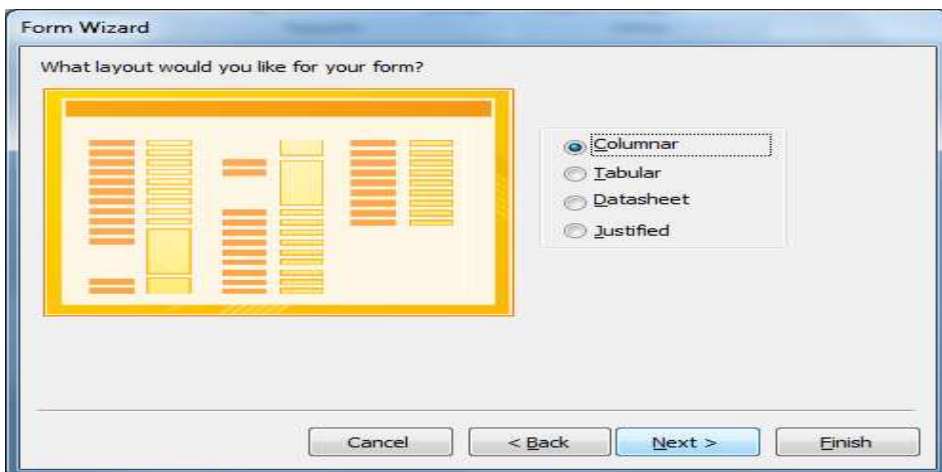 Form Wizard
What layout would you like for your form?
Columnar
Tabular
Datasheet
Justified
Cancel
< Back
Next >
Finish